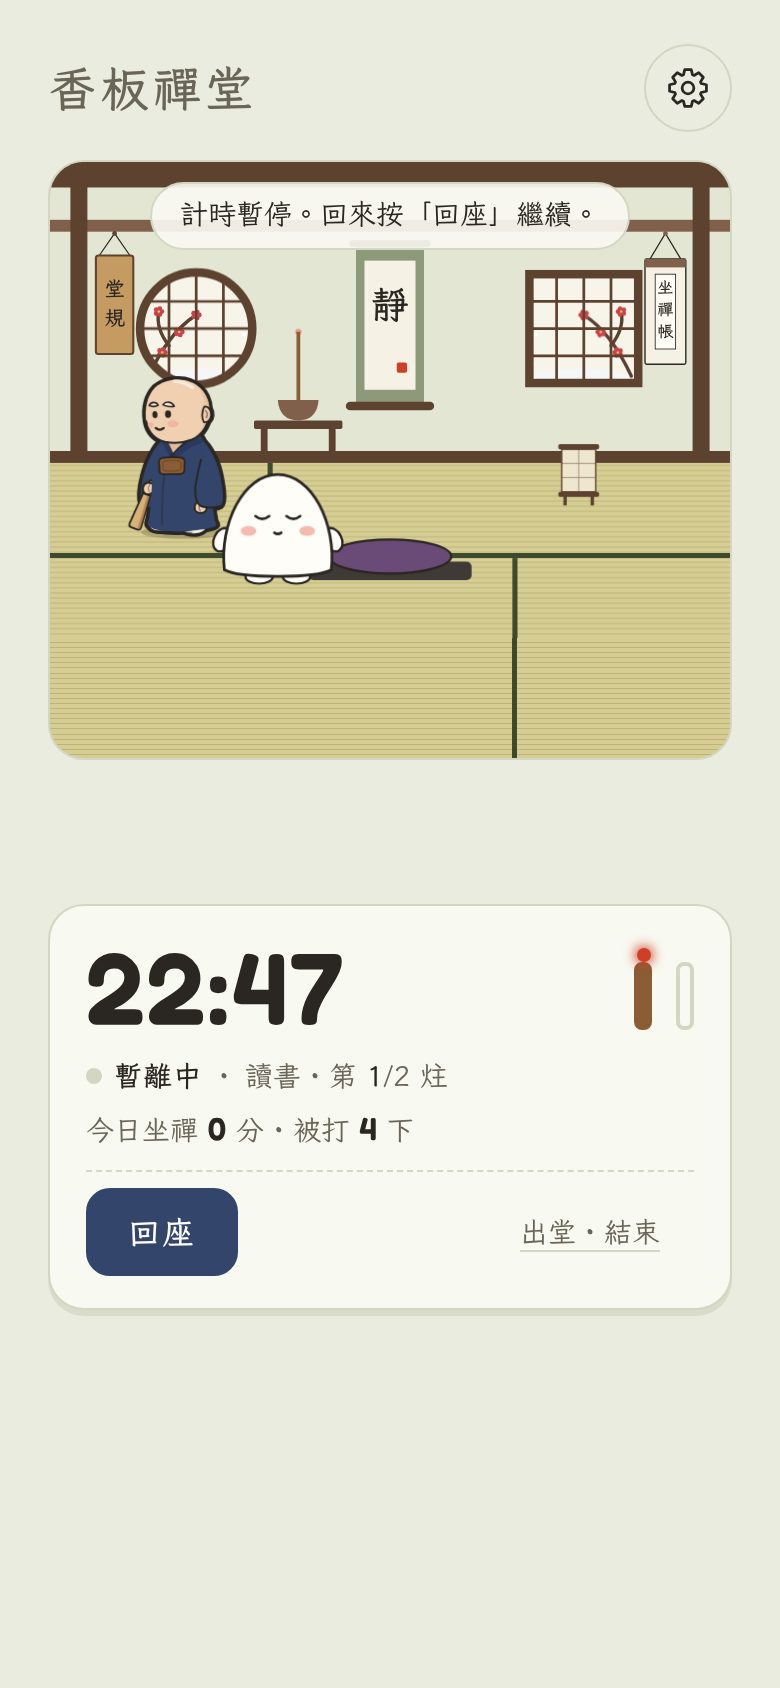 香板禪堂
計時暫停。回來按「回座」繼續。
堂規
靜
坐禪帳
22:47
暫離中 · 讀書 · 第 1/2 炷
今日坐禪 0 分 · 被打 4 下
回座
出堂 · 結束